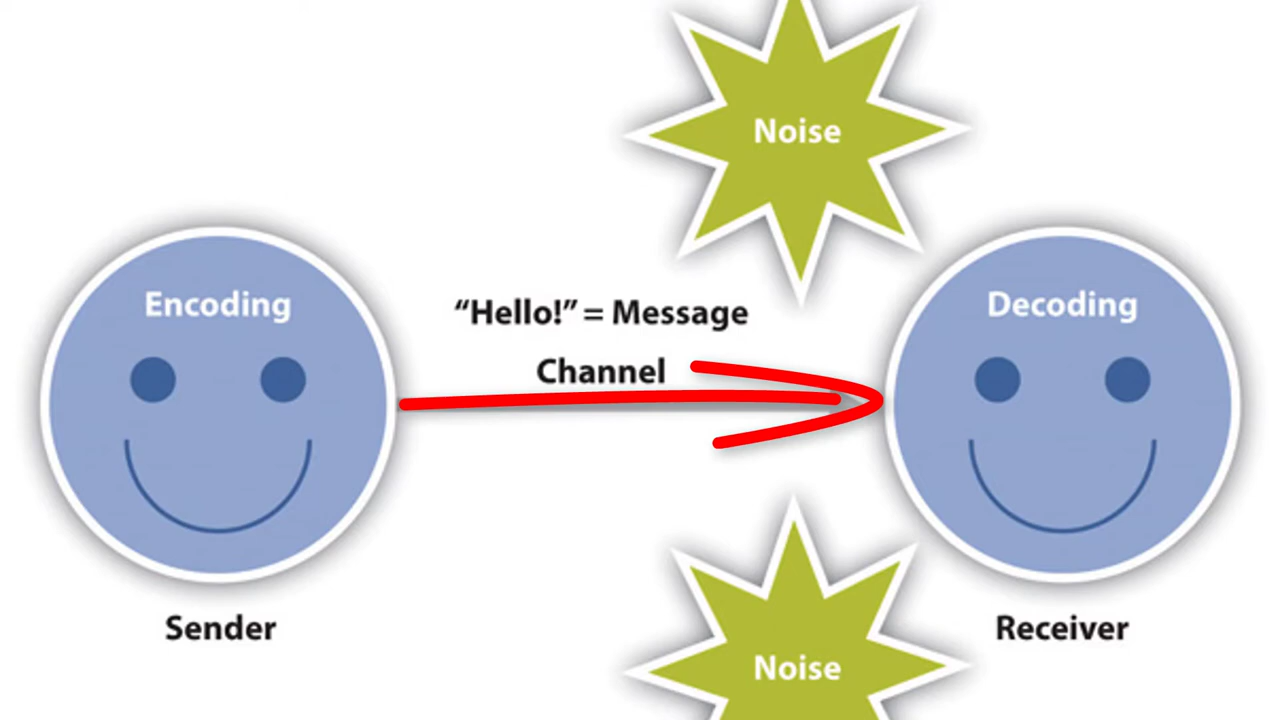 Noise
Encoding
“Hello!” = Message
Channel
Decoding
Sender
Receiver
Noise